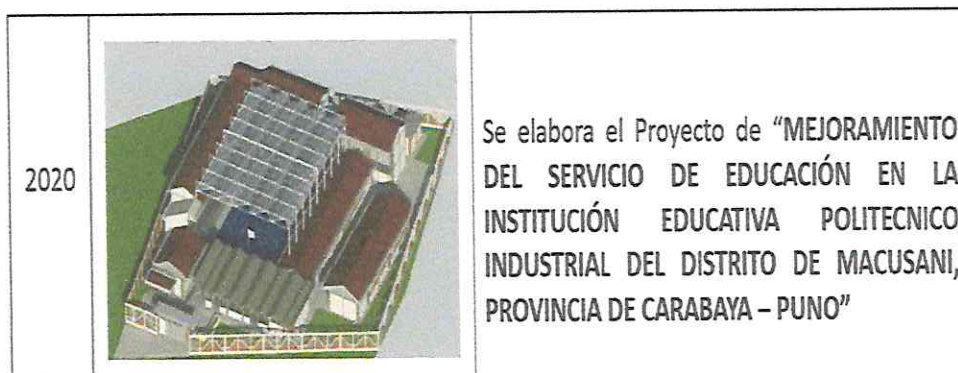 2020
Se elabora el Proyecto de “MEJORAMIENTO
DEL SERVICIO DE EDUCACIÓN EN LA
INSTITUCIÓN EDUCATIVA POLITECNICO
INDUSTRIAL DEL DISTRITO DE MACUSANI,
PROVINCIA DE CARABAYA – PUNO”